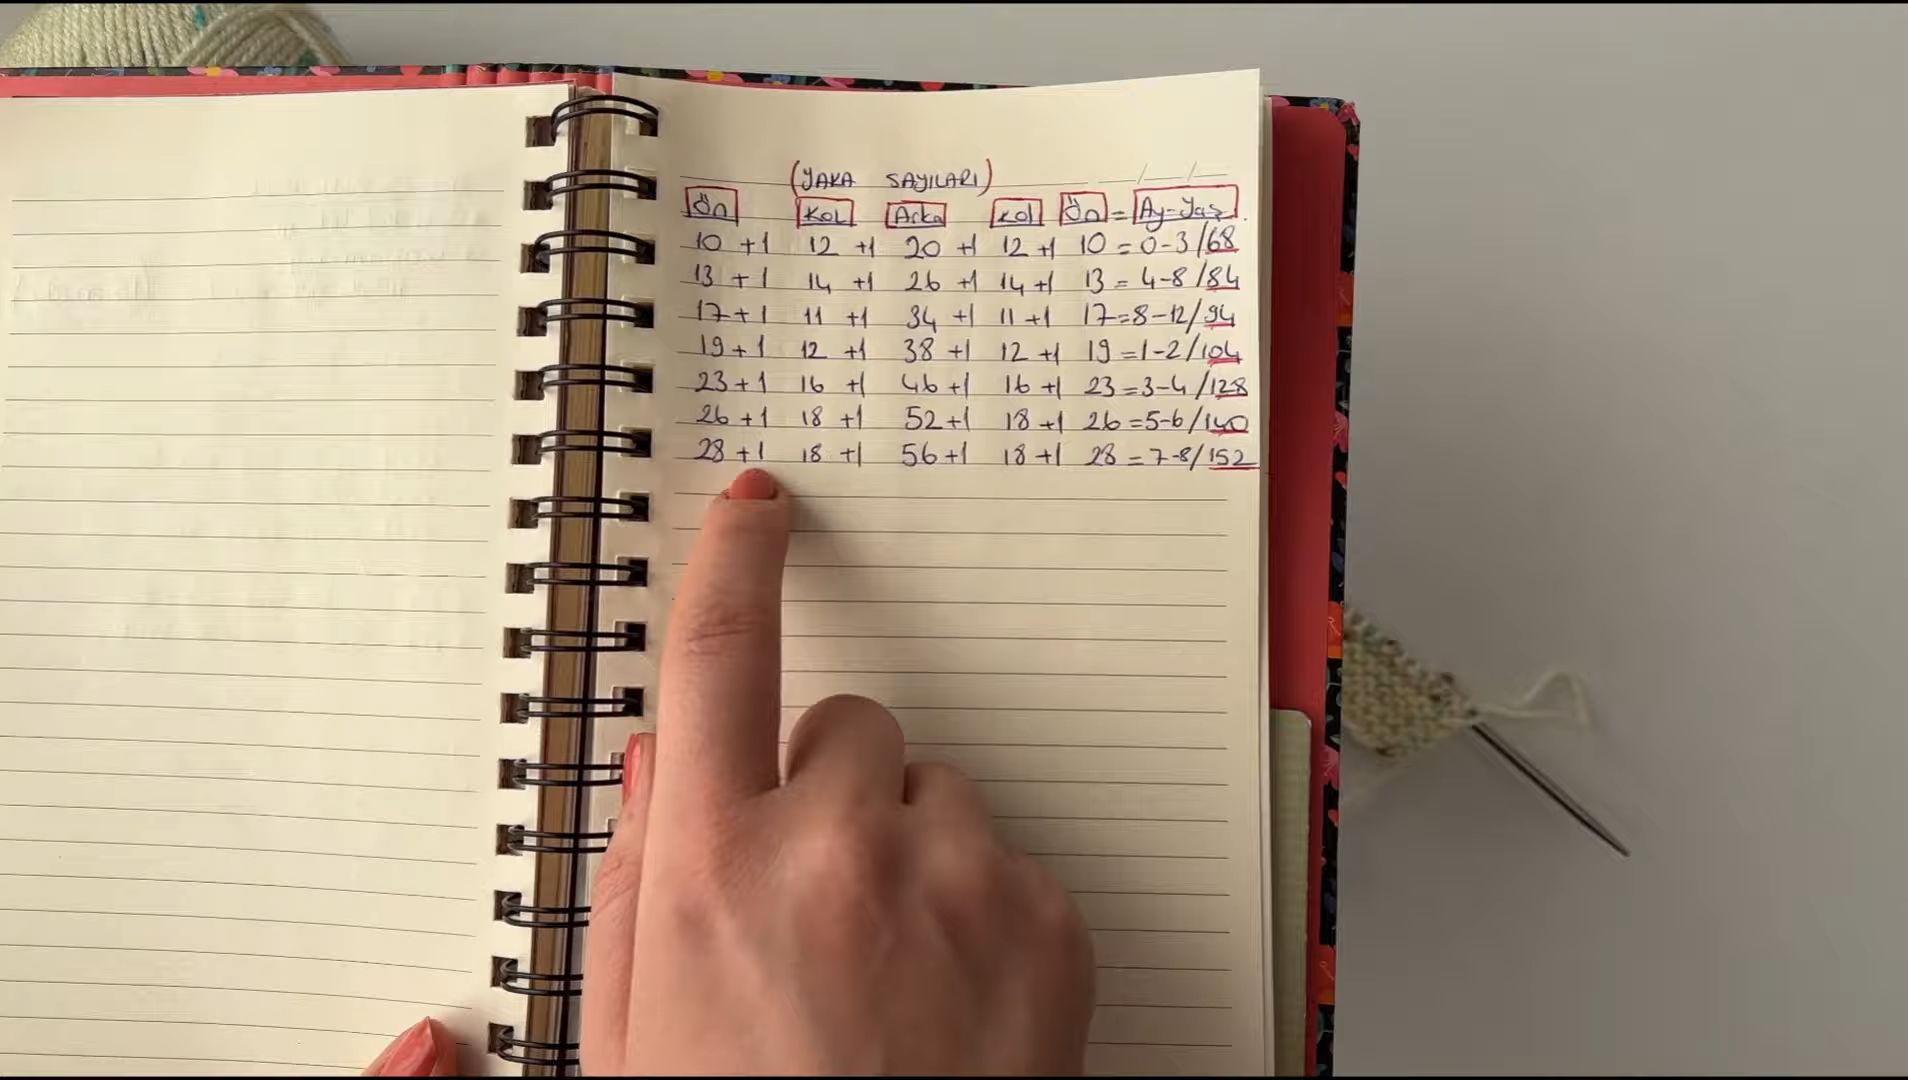 (YAKA SAYILARI)
Ön Kol Arka Kol Ön = Ay-Yaş
10 +1 12 +1 20 +1 12 +1 10 = 0-3/68
13 +1 14 +1 26 +1 14 +1 13 = 4-8/84
17+1 11 +1 34 +1 11 +1 17=8-12/94
19+1 12 +1 38 +1 12 +1 19 =1-2/104
23+1 16 +1 46+1 16 +1 23=3-4/128
26+1 18 +1 52+1 18 +1 26 =5-6/140
28+1 18 +1 56+1 18+1 28 = 7-8/152